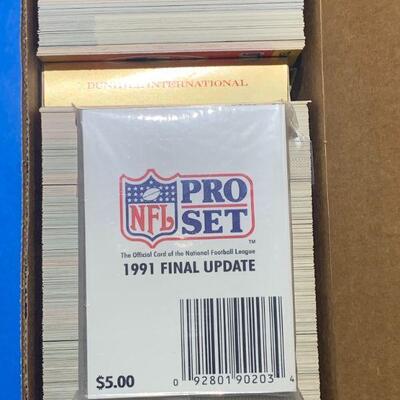 DUNHILL INTERNATIONAL
NFL
PRO
SET
TM
The Official Card of the National Football League
1991 FINAL UPDATE
$5.00
0 92801 90203 4